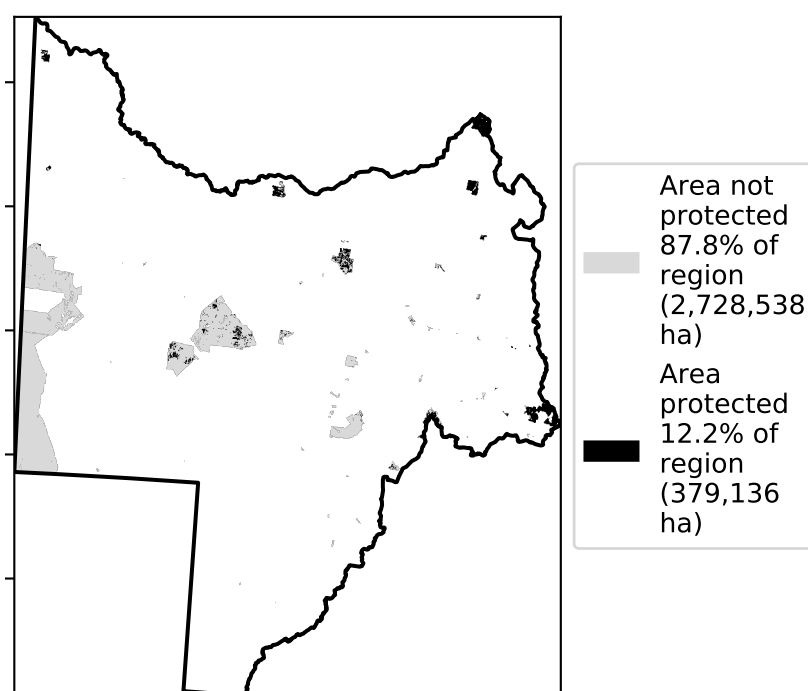 Area not
protected
87.8% of
region
(2,728,538
ha)
Area
protected
12.2% of
region
(379,136
ha)